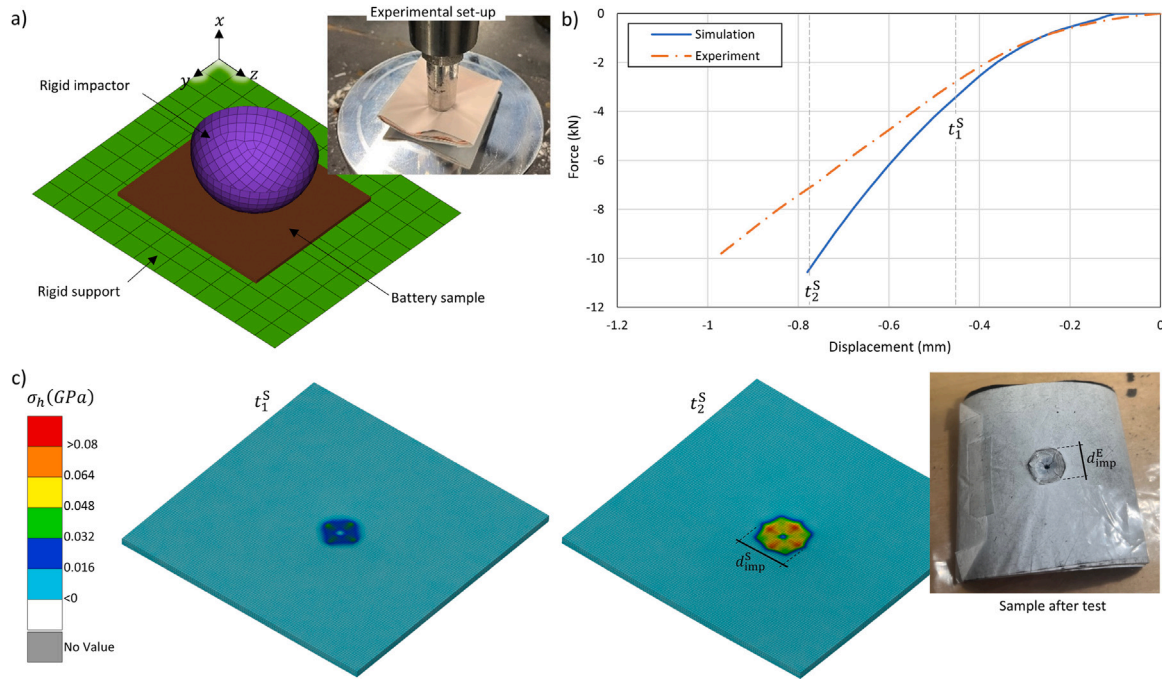 a)
Experimental set-up
x
y
z
Rigid impactor
Rigid support
Battery sample
b)
Simulation
Experiment
0
-2
-4
-6
-8
-10
-12
Force (kN)
t₁ˢ
t₂ˢ
-1.2
-1
-0.8
-0.6
-0.4
-0.2
0
Displacement (mm)
c)
σₕ(GPa)
>0.08
0.064
0.048
0.032
0.016
<0
No Value
t₁ˢ
t₂ˢ
dˢimp
dᴱimp
Sample after test